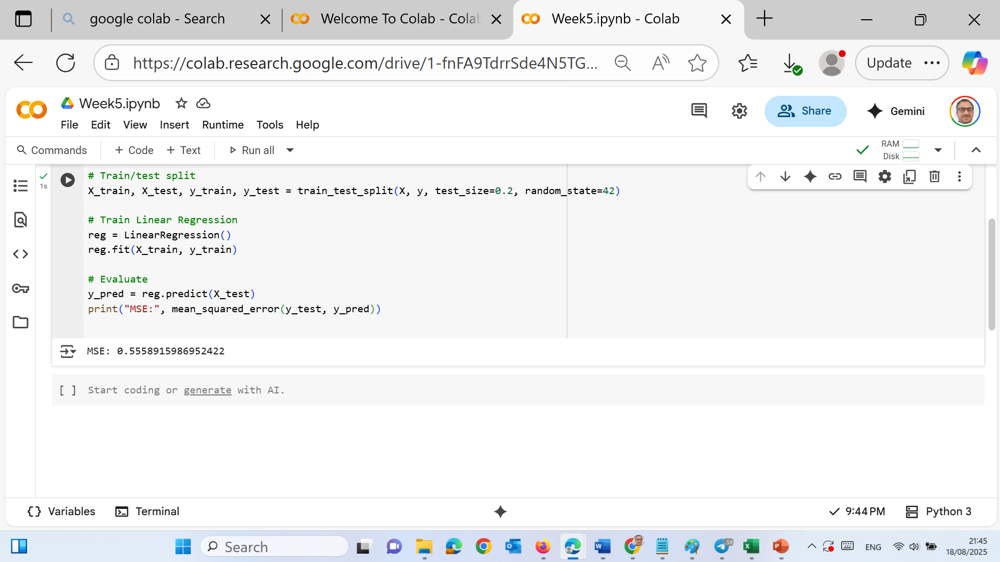 google colab - Search
Welcome To Colab - Colab
Week5.ipynb - Colab
https://colab.research.google.com/drive/1-fnFA9TdrrSde4N5TG...
Update
Week5.ipynb
File Edit View Insert Runtime Tools Help
Share
Gemini
Commands + Code + Text Run all
RAM
Disk
1s
# Train/test split
X_train, X_test, y_train, y_test = train_test_split(X, y, test_size=0.2, random_state=42)
# Train Linear Regression
reg = LinearRegression()
reg.fit(X_train, y_train)
# Evaluate
y_pred = reg.predict(X_test)
print("MSE:", mean_squared_error(y_test, y_pred))
MSE: 0.5558915986952422
[ ] Start coding or generate with AI.
Variables Terminal
9:44 PM Python 3
Search
.58
ENG
21:45
18/08/2025